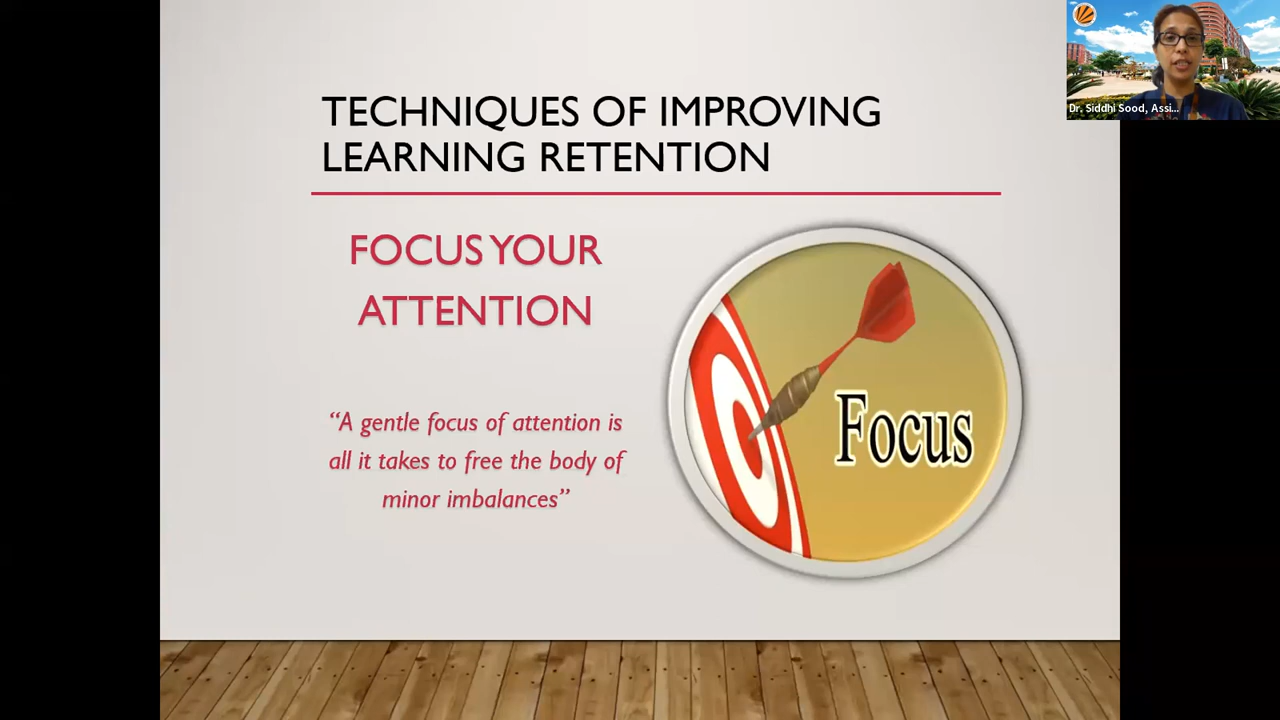 TECHNIQUES OF IMPROVING
LEARNING RETENTION
FOCUS YOUR
ATTENTION
“A gentle focus of attention is
all it takes to free the body of
minor imbalances”
Focus
Dr. Siddhi Sood, Assi...